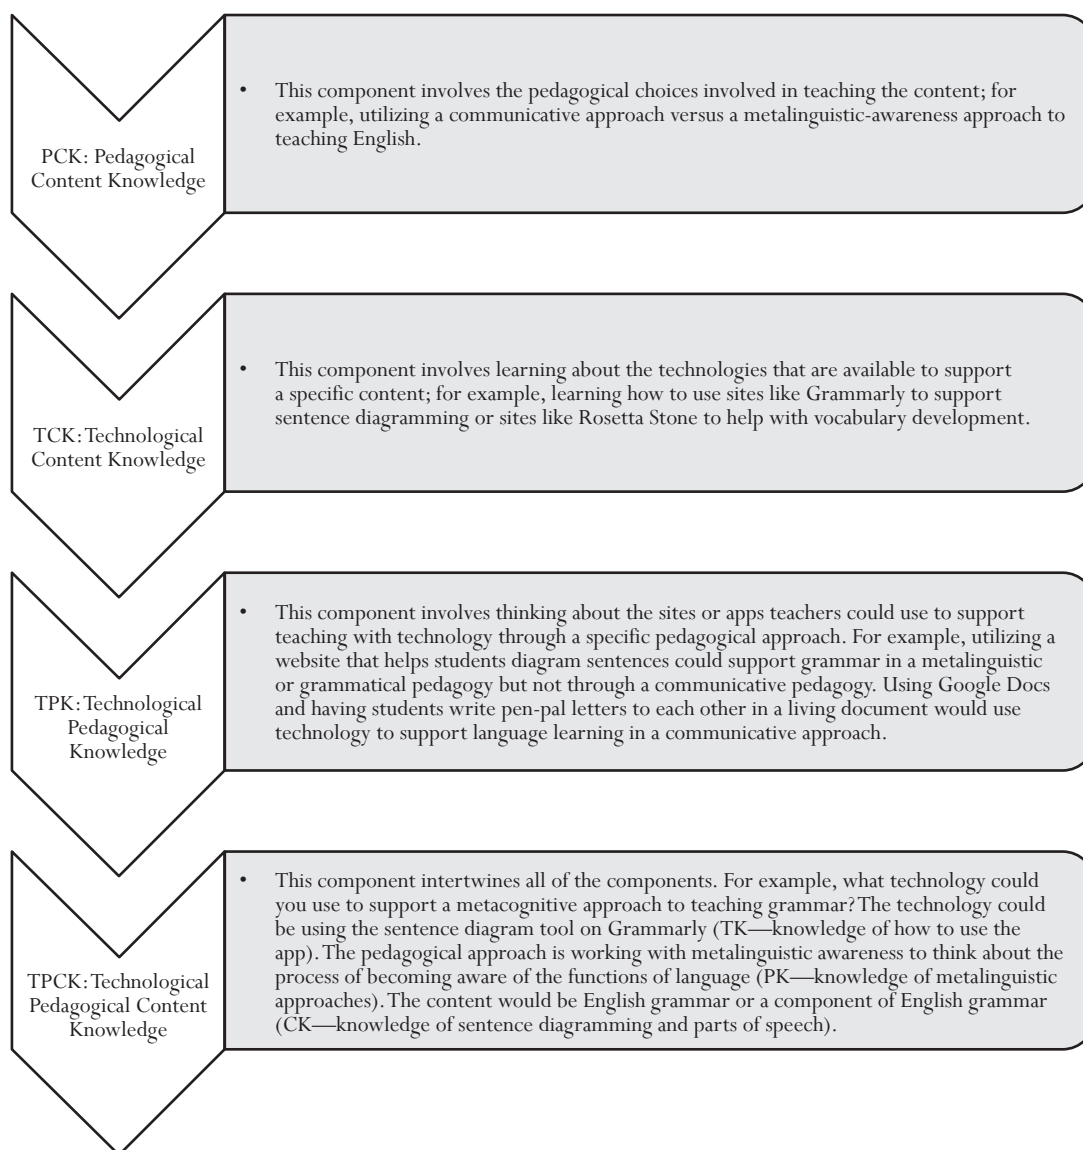 PCK: Pedagogical
Content Knowledge
• This component involves the pedagogical choices involved in teaching the content; for
example, utilizing a communicative approach versus a metalinguistic-awareness approach to
teaching English.
TCK: Technological
Content Knowledge
• This component involves learning about the technologies that are available to support
a specific content; for example, learning how to use sites like Grammarly to support
sentence diagramming or sites like Rosetta Stone to help with vocabulary development.
TPK: Technological
Pedagogical
Knowledge
• This component involves thinking about the sites or apps teachers could use to support
teaching with technology through a specific pedagogical approach. For example, utilizing a
website that helps students diagram sentences could support grammar in a metalinguistic
or grammatical pedagogy but not through a communicative pedagogy. Using Google Docs
and having students write pen-pal letters to each other in a living document would use
technology to support language learning in a communicative approach.
TPCK: Technological
Pedagogical Content
Knowledge
• This component intertwines all of the components. For example, what technology could
you use to support a metacognitive approach to teaching grammar? The technology could
be using the sentence diagram tool on Grammarly (TK—knowledge of how to use the
app). The pedagogical approach is working with metalinguistic awareness to think about the
process of becoming aware of the functions of language (PK—knowledge of metalinguistic
approaches). The content would be English grammar or a component of English grammar
(CK—knowledge of sentence diagramming and parts of speech).